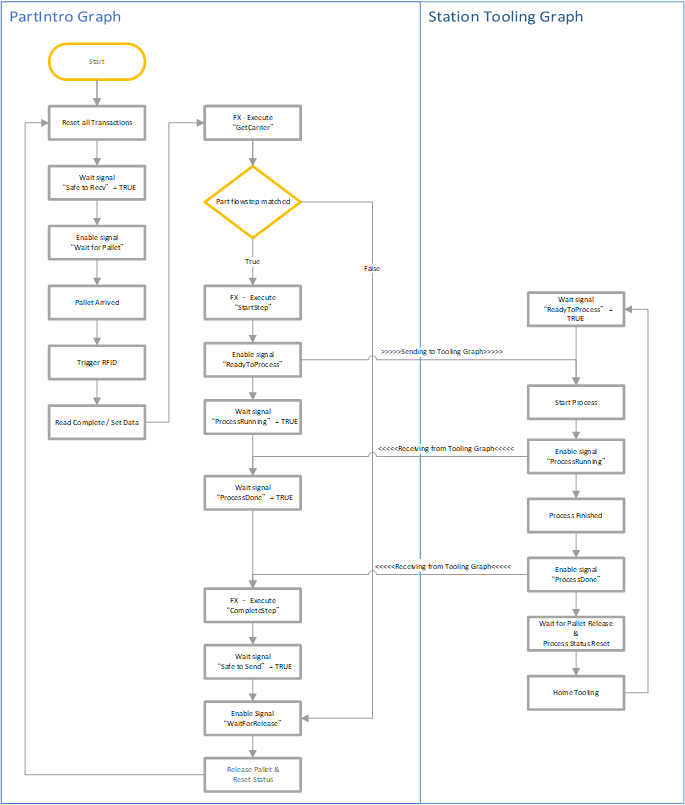 PartIntro Graph
Station Tooling Graph
Start
Reset all Transactions
Wait signal
“Safe to Recv” = TRUE
Enable signal
“Wait for Pallet”
Pallet Arrived
Trigger RFID
Read Complete / Set Data
FX - Execute
“GetCarrier”
Part flowstep matched
True
False
FX – Execute
“StartStep”
Enable signal
“ReadyToProcess”
>>>>>Sending to Tooling Graph>>>>>
Wait signal
“ProcessRunning” = TRUE
<<<<<Receiving from Tooling Graph<<<<<
Wait signal
“ProcessDone” = TRUE
<<<<<Receiving from Tooling Graph<<<<<
FX – Execute
“CompleteStep”
Wait signal
“Safe to Send” = TRUE
Enable Signal
“WaitForRelease”
Release Pallet &
Reset Status
Wait signal
“ReadyToProcess” =
TRUE
Start Process
Enable signal
“ProcessRunning”
Process Finished
Enable signal
“ProcessDone”
Wait for Pallet Release
&
Process Status Reset
Home Tooling